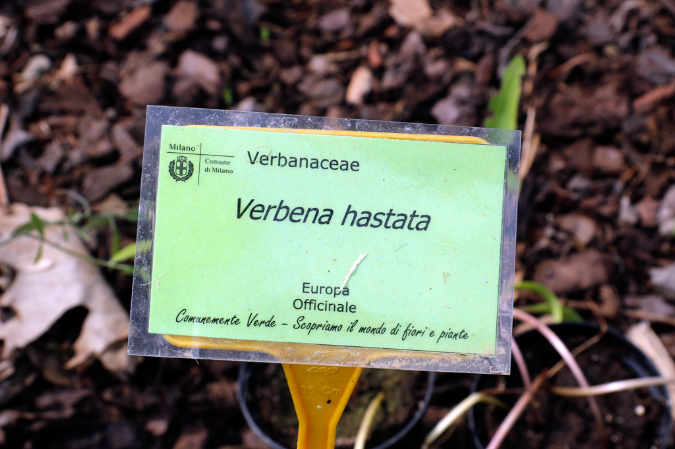 Milano
Comune
di Milano
Verbanaceae
Verbena hastata
Europa
Officinale
Comunemente Verde - Scopriamo il mondo di fiori e piante